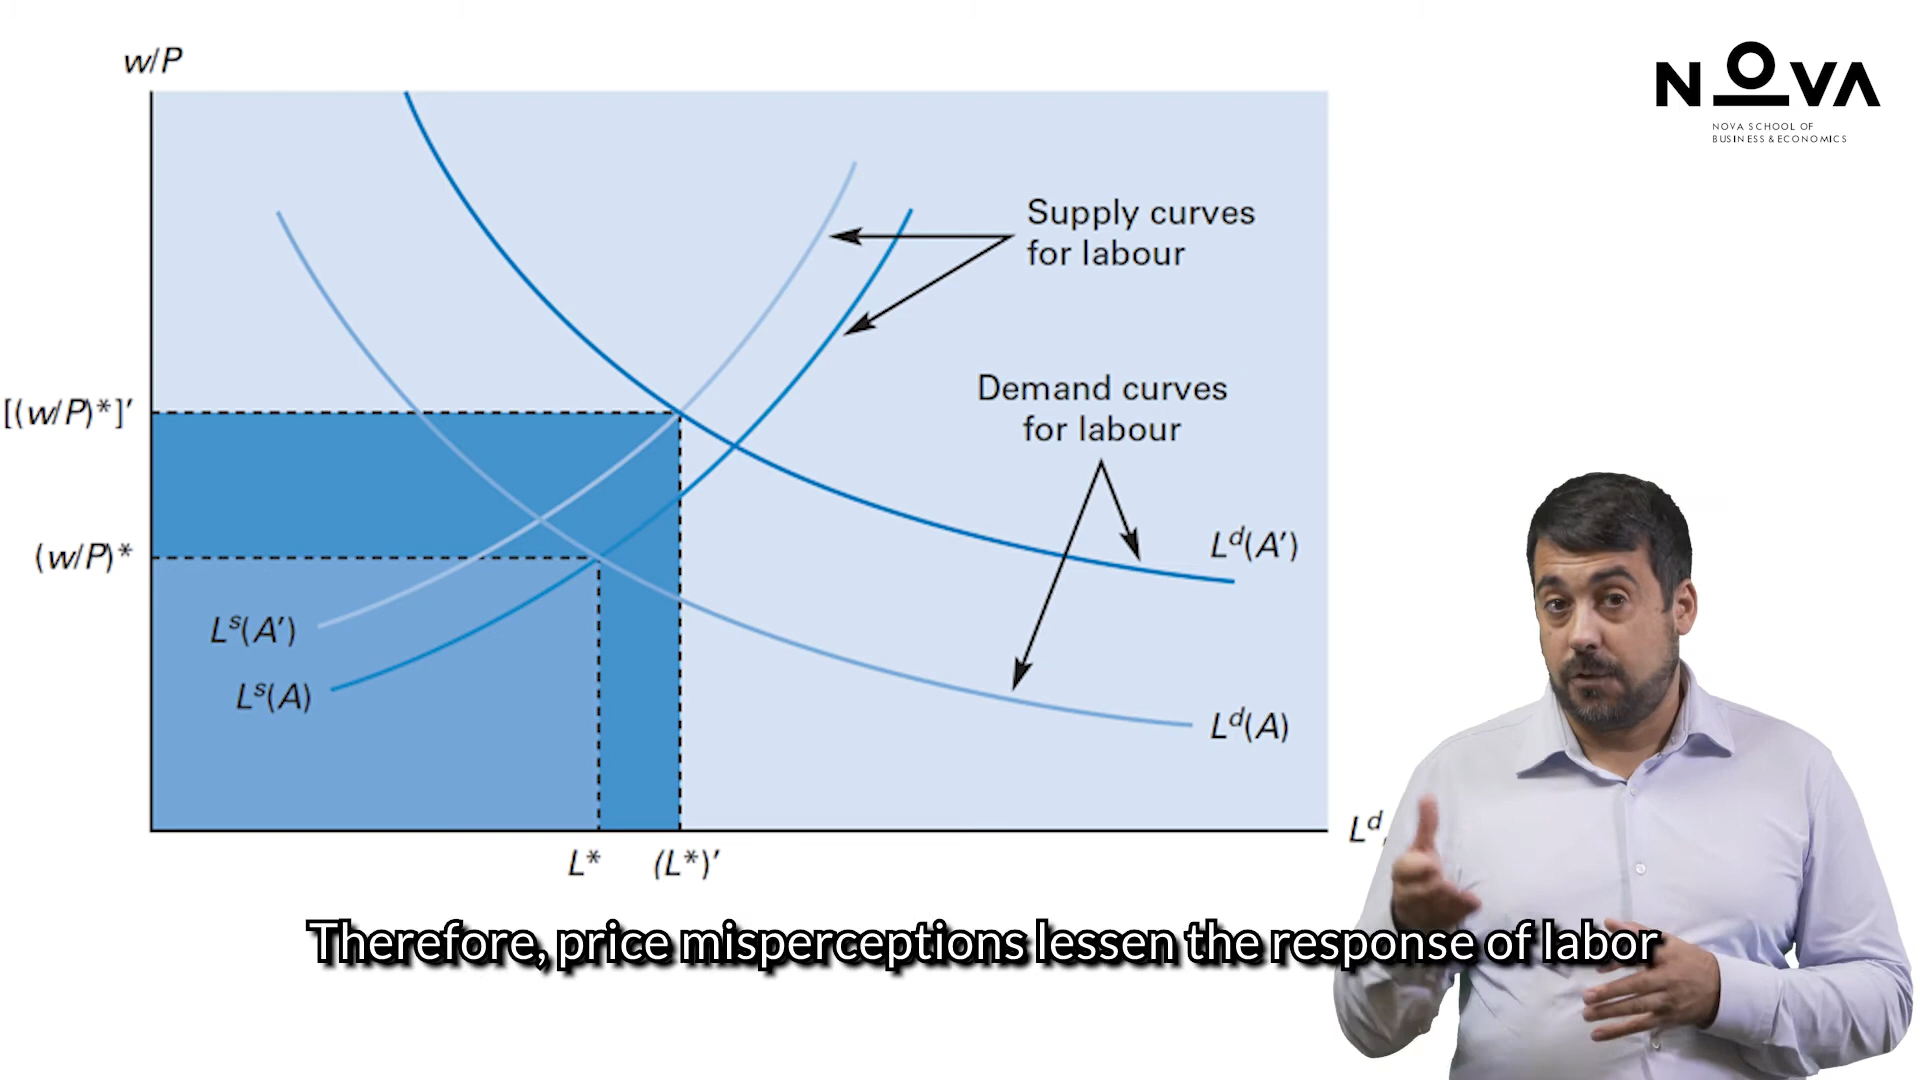 w/P
NOVA
NOVA SCHOOL OF
BUSINESS & ECONOMICS
Supply curves
for labour
Demand curves
for labour
[(w/P)*]′
(w/P)*
Lˢ(A′)
Lˢ(A)
Lᵈ(A′)
Lᵈ(A)
Lᵈ,
L*
(L*)′
Therefore, price misperceptions lessen the response of labor